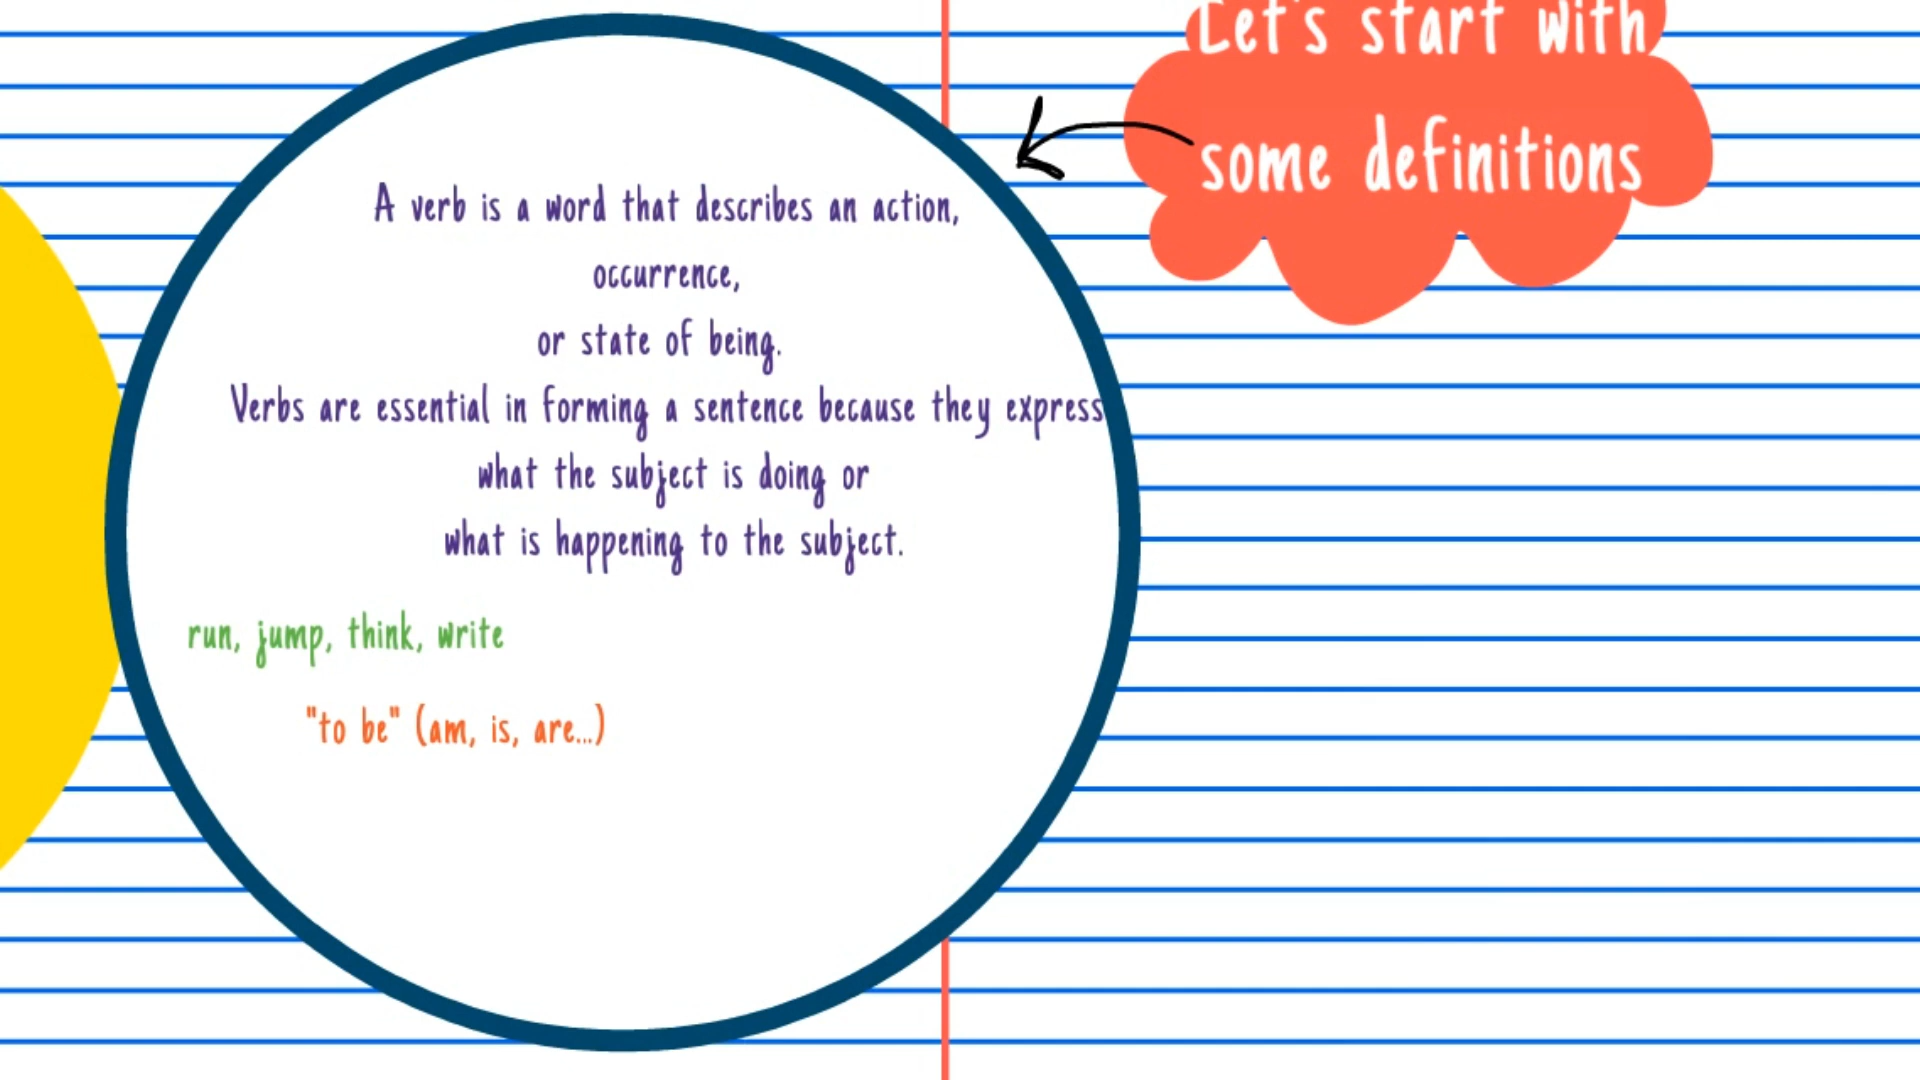 Let's start with
some definitions
A verb is a word that describes an action,
occurrence,
or state of being.
Verbs are essential in forming a sentence because they express
what the subject is doing or
what is happening to the subject.
run, jump, think, write
"to be" (am, is, are...)